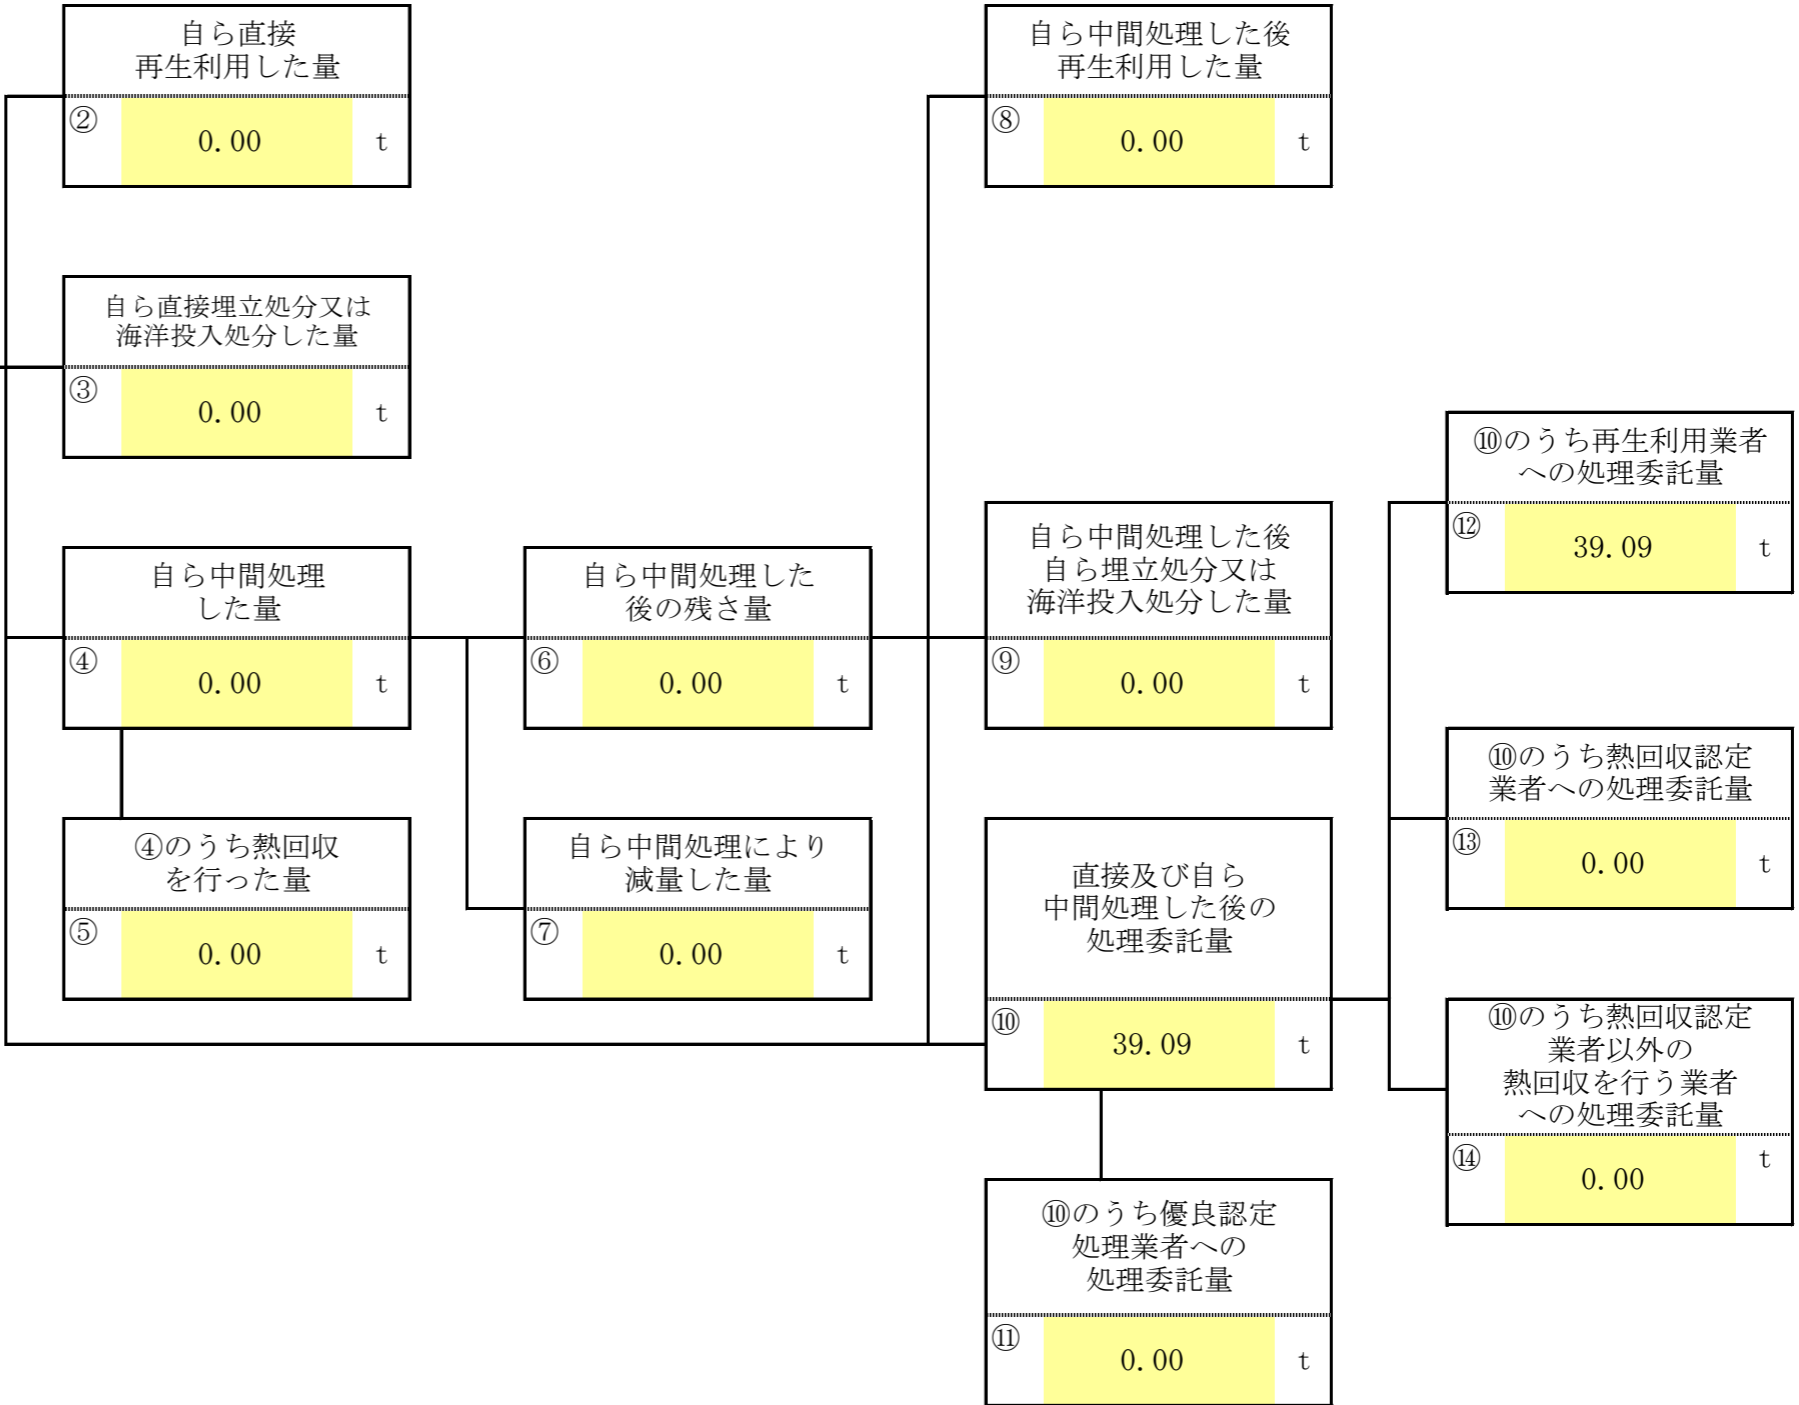 自ら直接
再生利用した量
② 0.00 t
自ら中間処理した後
再生利用した量
⑧ 0.00 t
自ら直接埋立処分又は
海洋投入処分した量
③ 0.00 t
⑩のうち再生利用業者
への処理委託量
⑫ 39.09 t
自ら中間処理
した量
④ 0.00 t
自ら中間処理した
後の残さ量
⑥ 0.00 t
自ら中間処理した後
自ら埋立処分又は
海洋投入処分した量
⑨ 0.00 t
⑩のうち熱回収認定
業者への処理委託量
⑬ 0.00 t
④のうち熱回収
を行った量
⑤ 0.00 t
自ら中間処理により
減量した量
⑦ 0.00 t
直接及び自ら
中間処理した後の
処理委託量
⑩ 39.09 t
⑩のうち熱回収認定
業者以外の
熱回収を行う業者
への処理委託量
⑭ 0.00 t
⑩のうち優良認定
処理業者への
処理委託量
⑪ 0.00 t